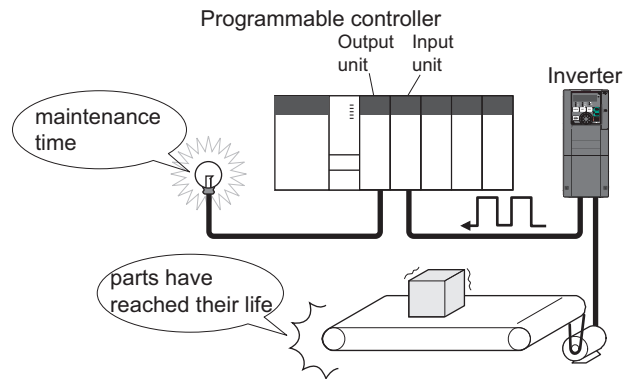 Programmable controller
Output Input
unit unit
Inverter
maintenance
time
parts have
reached their life